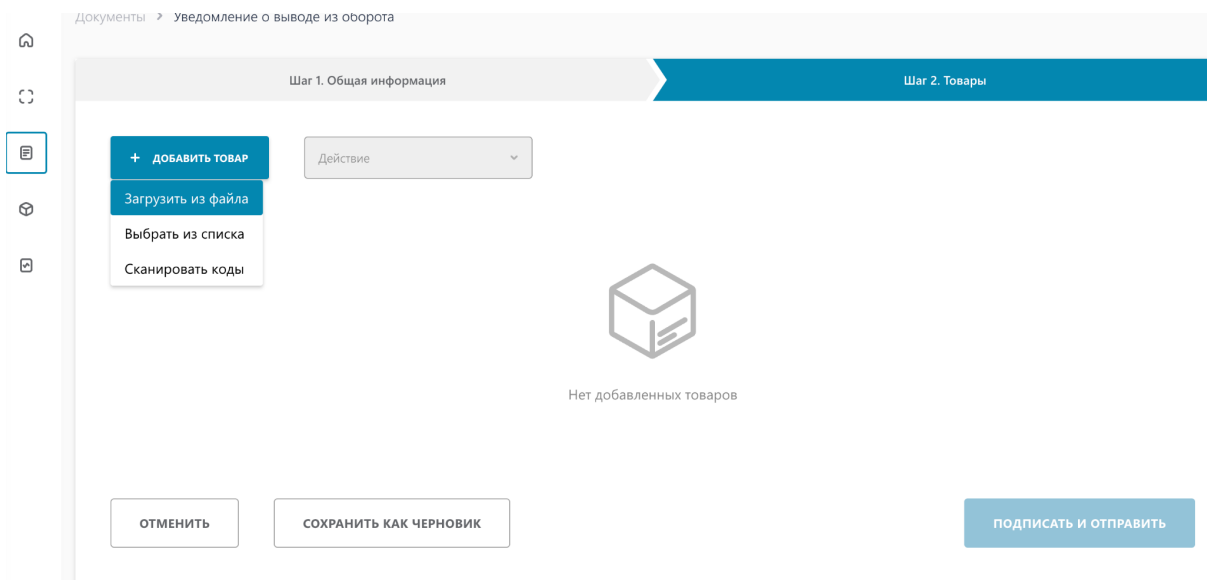 Документы > Уведомление о выводе из оборота
Шаг 1. Общая информация
Шаг 2. Товары
+ ДОБАВИТЬ ТОВАР
Действие
Загрузить из файла
Выбрать из списка
Сканировать коды
Нет добавленных товаров
ОТМЕНИТЬ
СОХРАНИТЬ КАК ЧЕРНОВИК
ПОДПИСАТЬ И ОТПРАВИТЬ